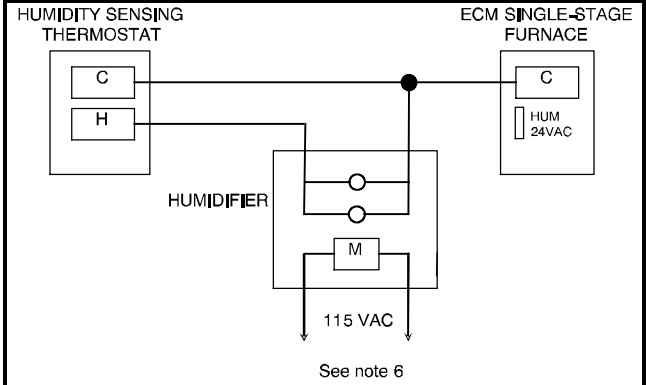 HUMIDITY SENSING
THERMOSTAT
ECM SINGLE-STAGE
FURNACE
C
H
C
HUM
24VAC
HUMIDIFIER
M
115 VAC
See note 6